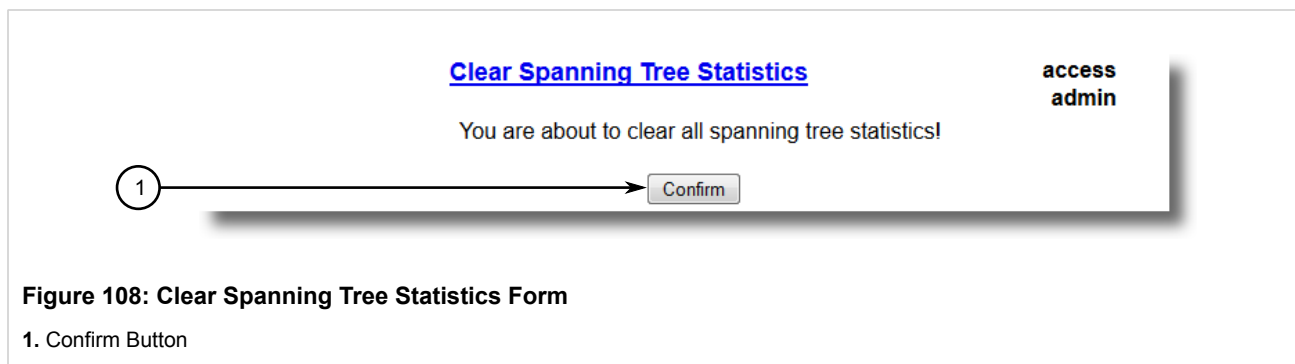 Clear Spanning Tree Statistics
access
admin
You are about to clear all spanning tree statistics!
1
Confirm
Figure 108: Clear Spanning Tree Statistics Form
1. Confirm Button